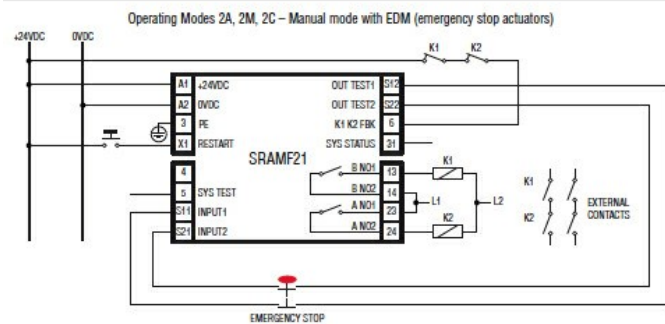 Operating Modes 2A, 2M, 2C – Manual mode with EDM (emergency stop actuators)
+24VDC 0VDC
K1 K2
A1 +24VDC OUT TEST1 S12
A2 0VDC OUT TEST2 S22
3 PE K1 K2 FBK 6
X1 RESTART SYS STATUS 31
SRAMF21
4 B NO1 13 K1
5 SYS TEST B NO2 14 L1 L2
S11 INPUT1 A NO1 23
S21 INPUT2 A NO2 24 K2
K1
K2
EXTERNAL
CONTACTS
EMERGENCY STOP